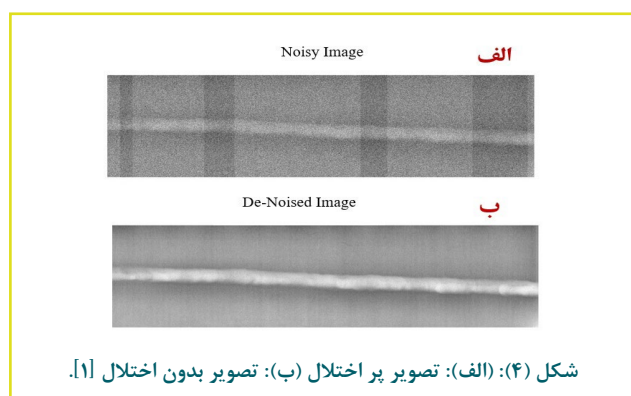 Noisy Image
الف
De-Noised Image
ب
شکل (۴): (الف): تصویر پر اختلال (ب): تصویر بدون اختلال [۱].